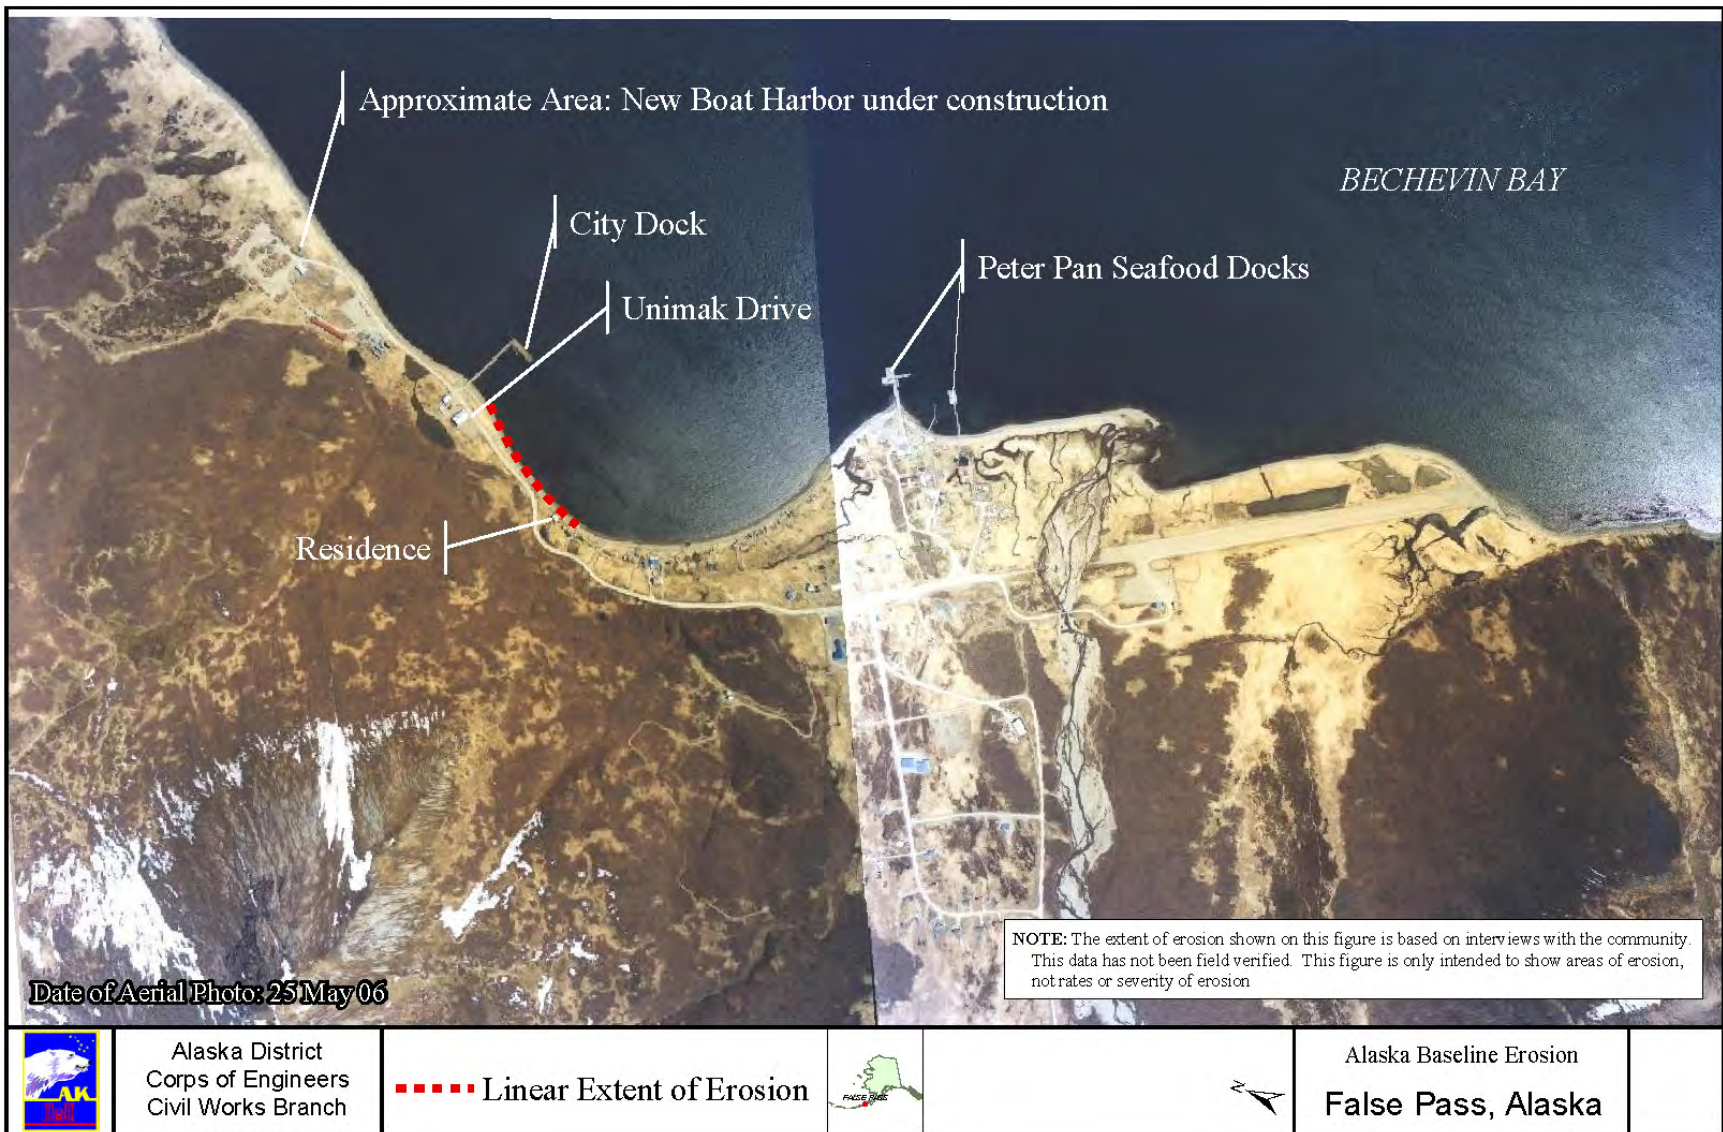 Approximate Area: New Boat Harbor under construction
BECHEVIN BAY
City Dock
Peter Pan Seafood Docks
Unimak Drive
Residence
NOTE: The extent of erosion shown on this figure is based on interviews with the community.
This data has not been field verified. This figure is only intended to show areas of erosion,
not rates or severity of erosion
Date of Aerial Photo: 25 May 06
AK
Alaska District
Corps of Engineers
Civil Works Branch
Linear Extent of Erosion
FALSE PASS
Alaska Baseline Erosion
False Pass, Alaska